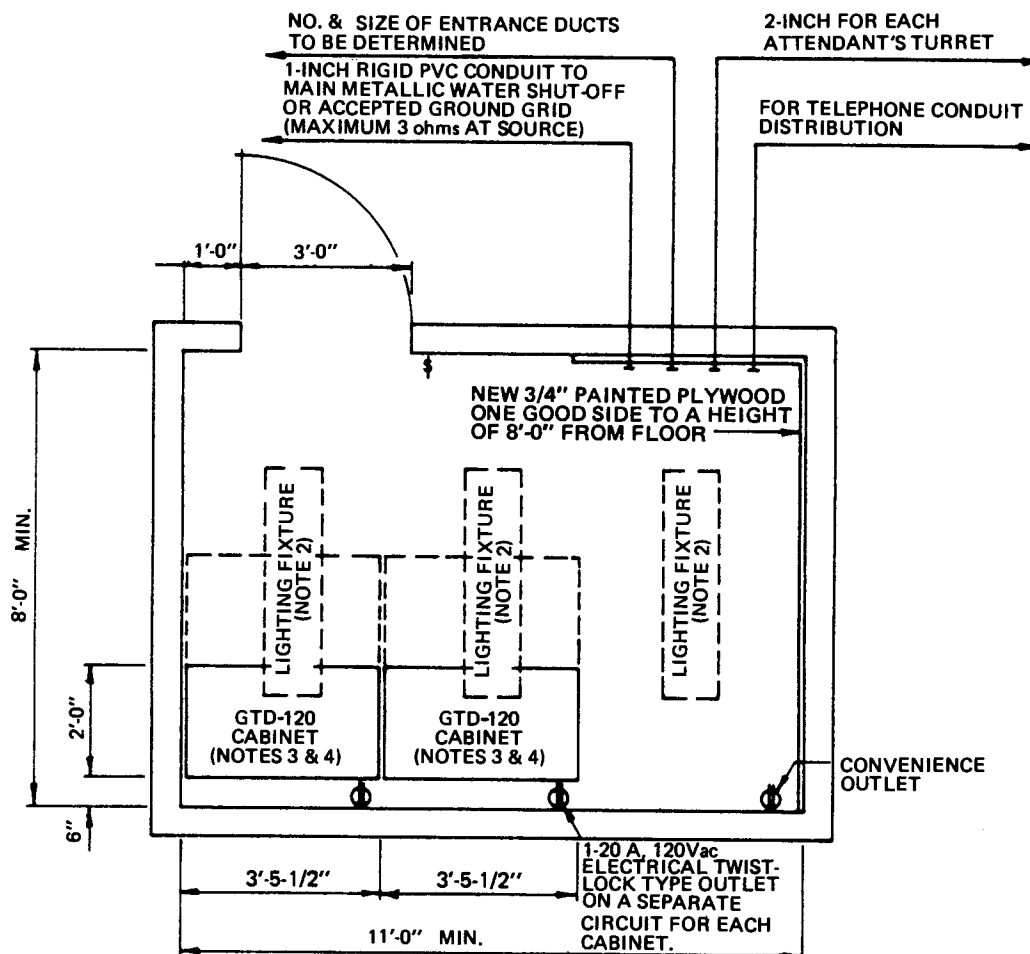 NO. & SIZE OF ENTRANCE DUCTS
TO BE DETERMINED
1-INCH RIGID PVC CONDUIT TO
MAIN METALLIC WATER SHUT-OFF
OR ACCEPTED GROUND GRID
(MAXIMUM 3 ohms AT SOURCE)
2-INCH FOR EACH
ATTENDANT'S TURRET
FOR TELEPHONE CONDUIT
DISTRIBUTION
1'-0"
3'-0"
$
NEW 3/4" PAINTED PLYWOOD
ONE GOOD SIDE TO A HEIGHT
OF 8'-0" FROM FLOOR
8'-0" MIN.
LIGHTING FIXTURE
(NOTE 2)
LIGHTING FIXTURE
(NOTE 2)
LIGHTING FIXTURE
(NOTE 2)
2'-0"
GTD-120
CABINET
(NOTES 3 & 4)
GTD-120
CABINET
(NOTES 3 & 4)
CONVENIENCE
OUTLET
6"
3'-5-1/2"
3'-5-1/2"
1-20 A, 120Vac
ELECTRICAL TWIST-
LOCK TYPE OUTLET
ON A SEPARATE
CIRCUIT FOR EACH
CABINET.
11'-0" MIN.